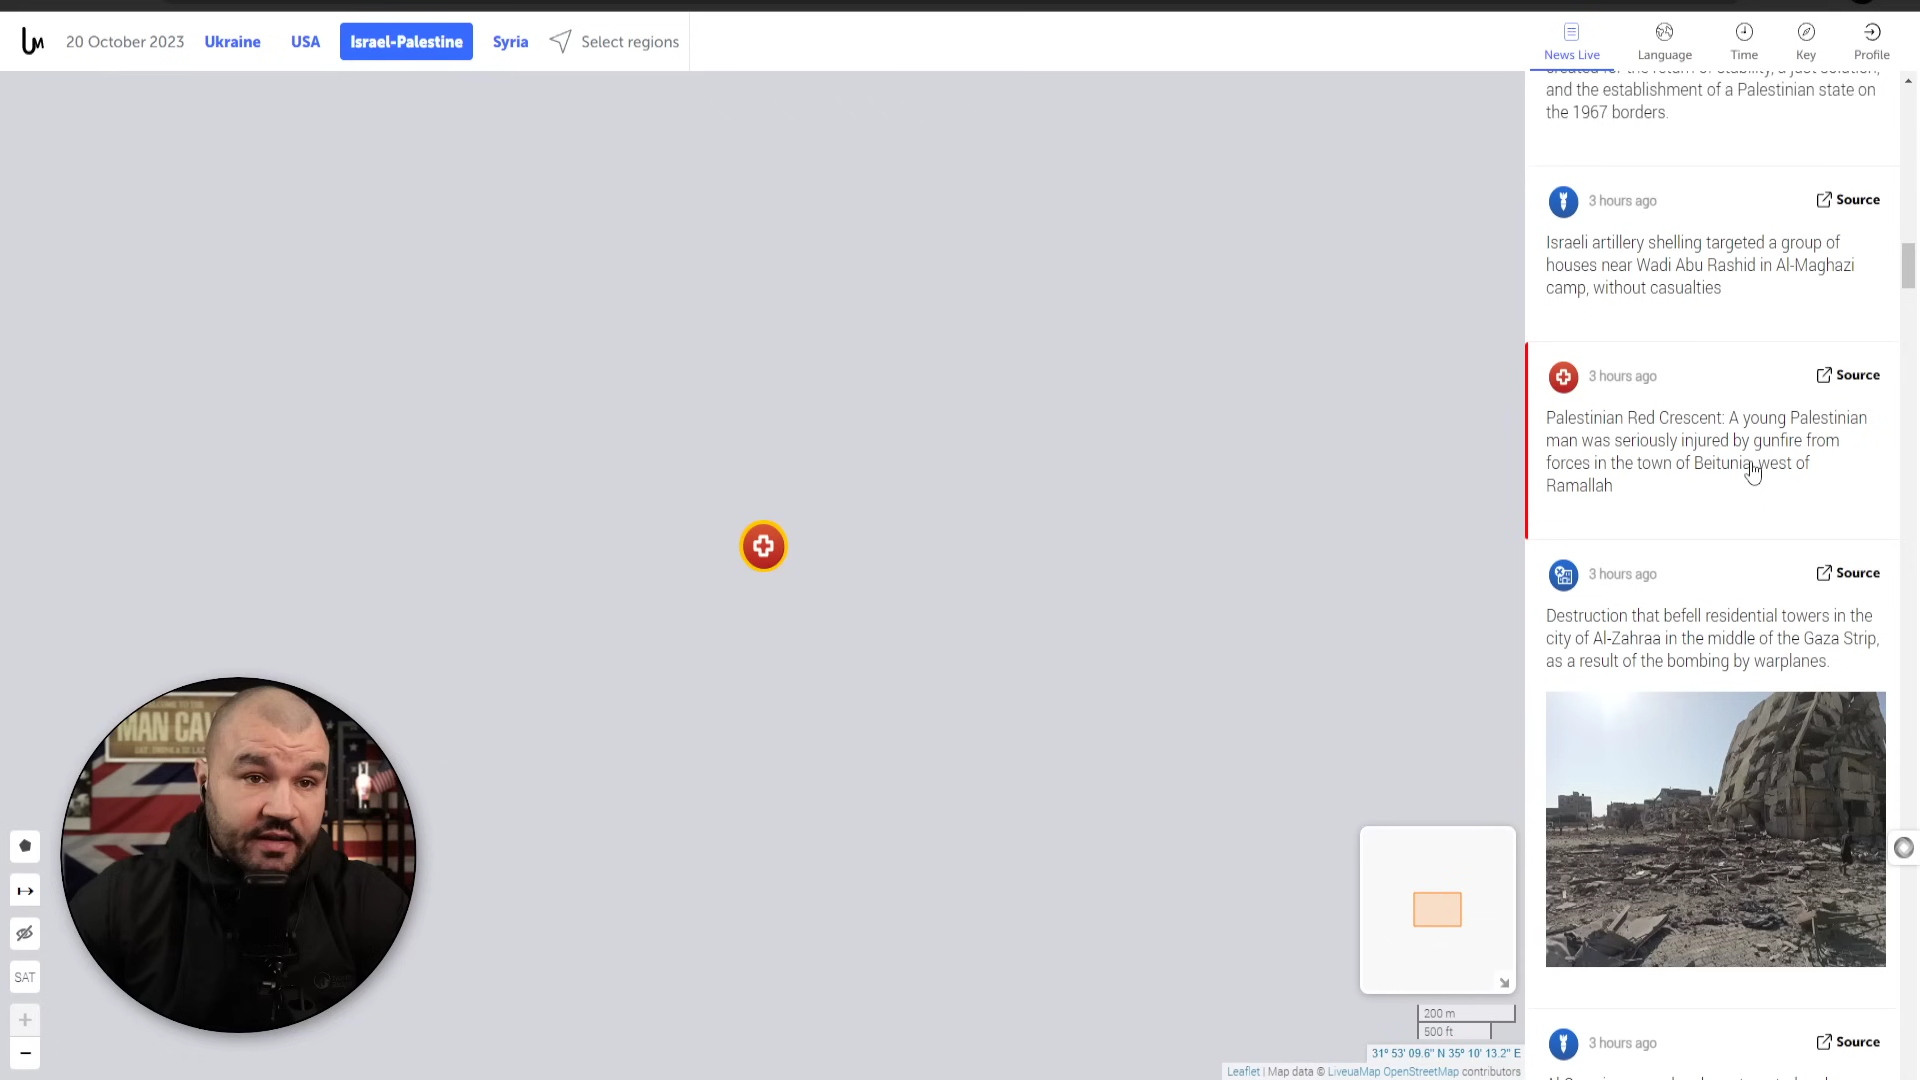 20 October 2023 Ukraine USA Israel-Palestine Syria Select regions
News Live Language Time Key Profile
and the establishment of a Palestinian state on
the 1967 borders.
3 hours ago Source
Israeli artillery shelling targeted a group of
houses near Wadi Abu Rashid in Al-Maghazi
camp, without casualties
3 hours ago Source
Palestinian Red Crescent: A young Palestinian
man was seriously injured by gunfire from
forces in the town of Beitunia west of
Ramallah
3 hours ago Source
Destruction that befell residential towers in the
city of Al-Zahraa in the middle of the Gaza Strip,
as a result of the bombing by warplanes.
3 hours ago Source
MAN CAV
SAT
+
−
200 m
500 ft
31° 53' 09.6" N 35° 10' 13.2" E
Leaflet | Map data © LiveuaMap OpenStreetMap contributors